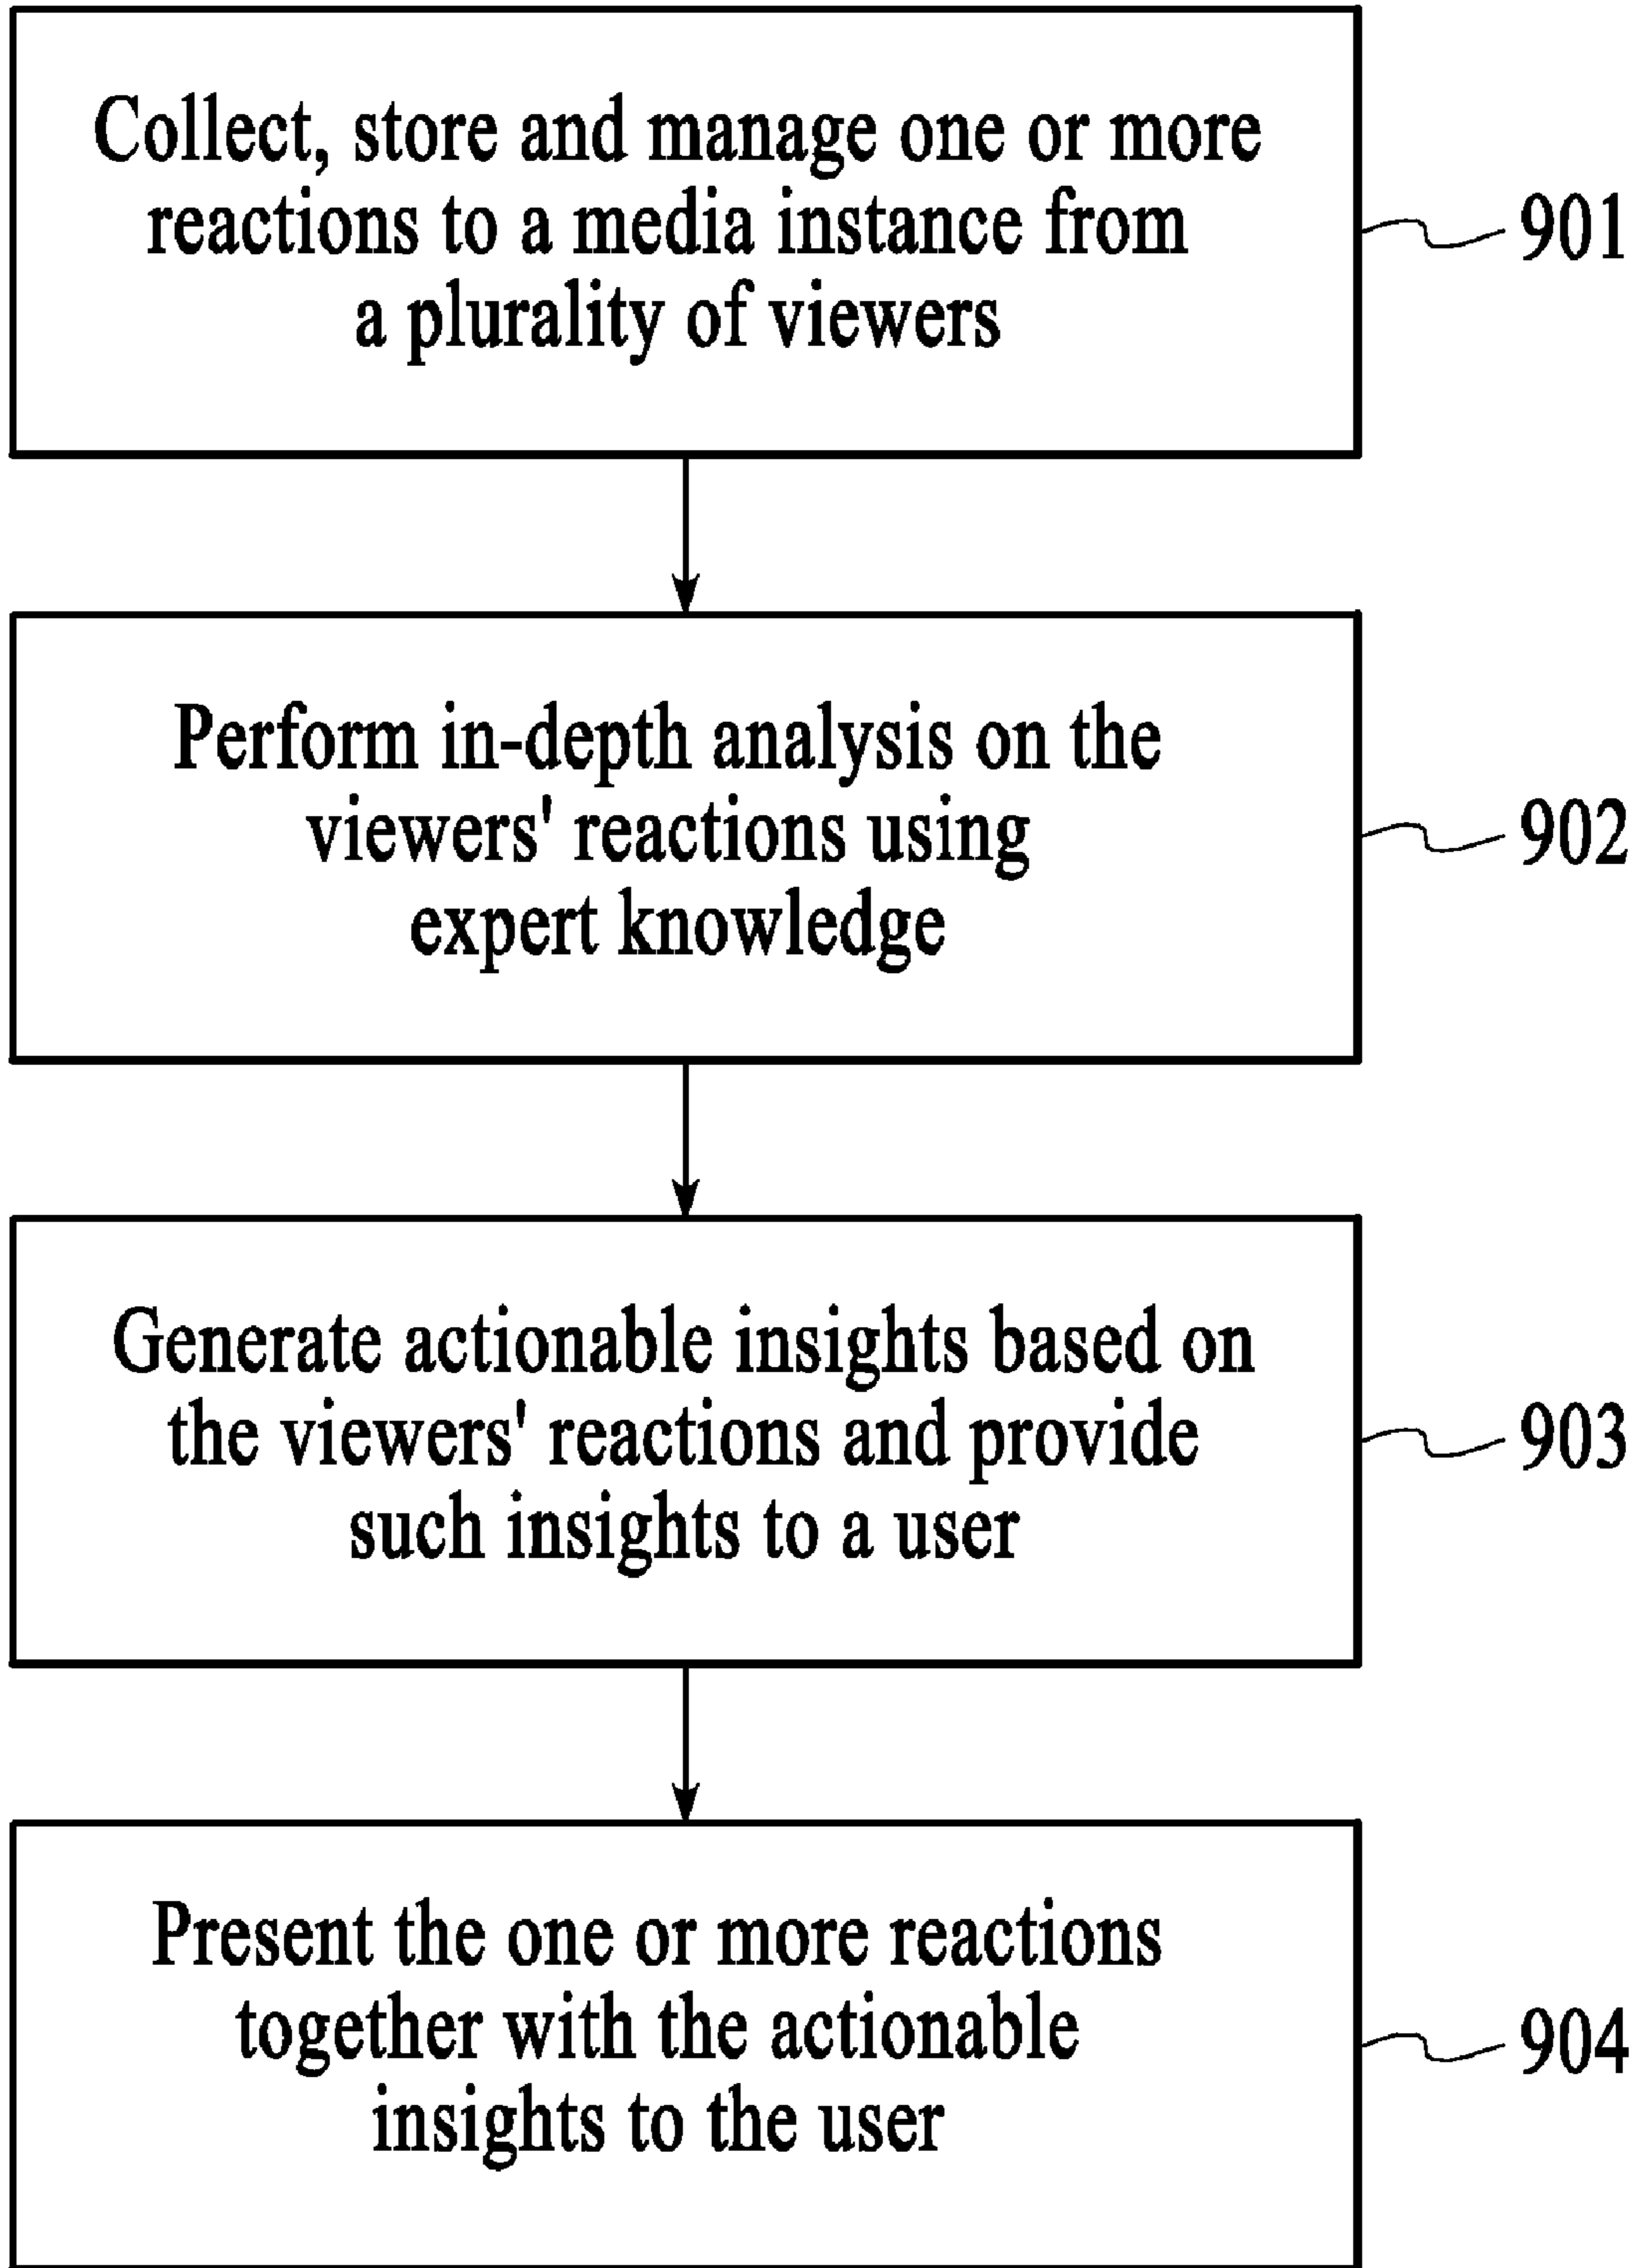 Collect, store and manage one or more
reactions to a media instance from
a plurality of viewers
901
Perform in-depth analysis on the
viewers' reactions using
expert knowledge
902
Generate actionable insights based on
the viewers' reactions and provide
such insights to a user
903
Present the one or more reactions
together with the actionable
insights to the user
904